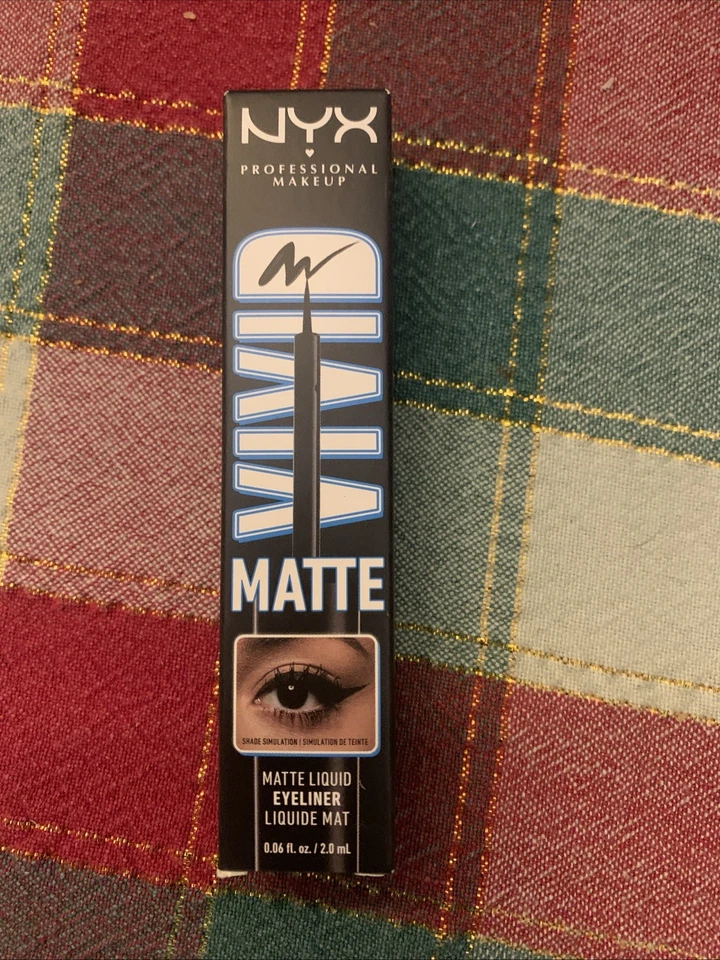 NYX
PROFESSIONAL
MAKEUP
VIVID
MATTE
SHADE SIMULATION | SIMULATION DE TEINTE
MATTE LIQUID
EYELINER
LIQUIDE MAT
0.06 fl. oz. / 2.0 mL